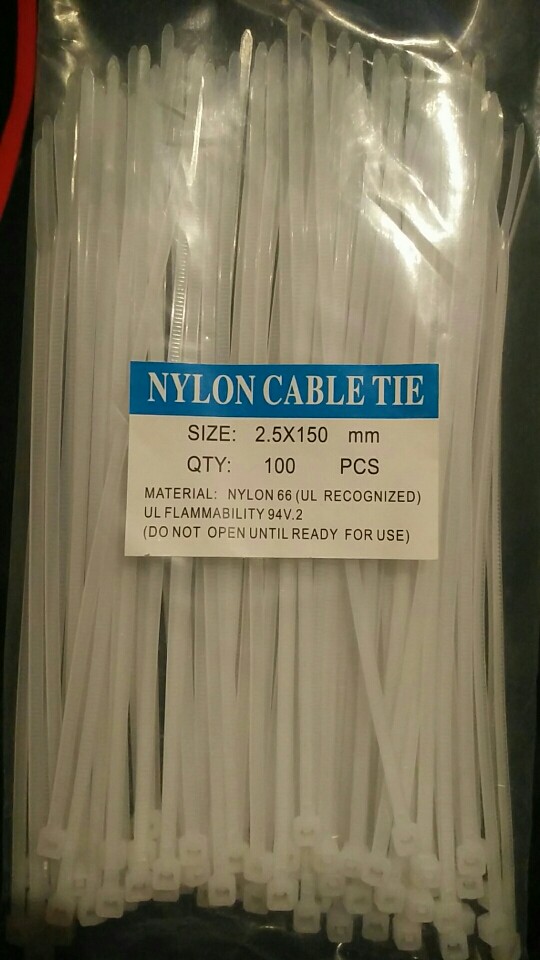 NYLON CABLE TIE
SIZE: 2.5X150 mm
QTY: 100 PCS
MATERIAL: NYLON 66 (UL RECOGNIZED)
UL FLAMMABILITY 94V.2
(DO NOT OPEN UNTIL READY FOR USE)